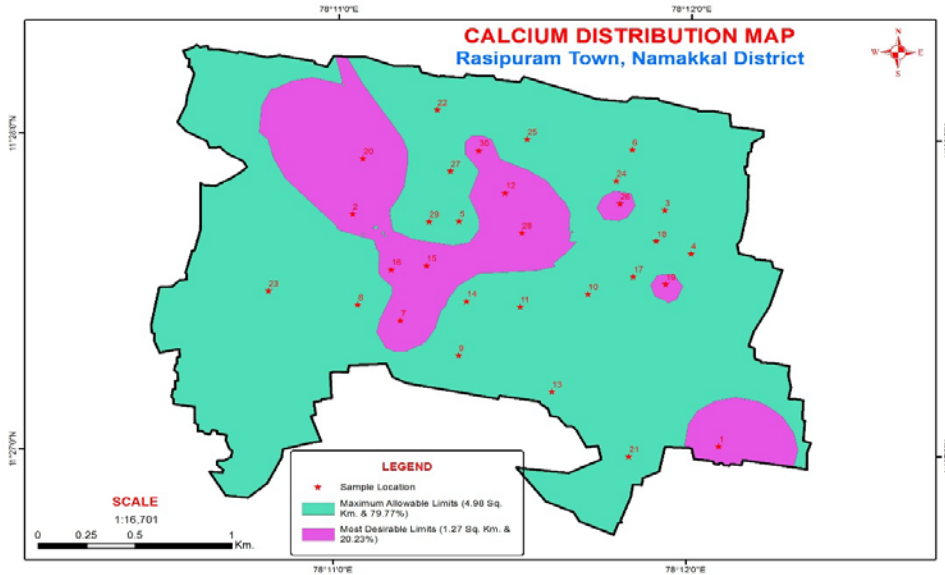 78°11'0"E 78°12'0"E
CALCIUM DISTRIBUTION MAP
Rasipuram Town, Namakkal District
N
W E
S
11°28'0"N
22
25
30
6
20
27
24
12
26
2
3
29
5
28
18
4
15
16
17
19
23
10
8
14
11
7
9
13
1
21
11°27'0"N
LEGEND
Sample Location
Maximum Allowable Limits (4.98 Sq.
Km. & 79.77%)
Most Desirable Limits (1.27 Sq. Km. &
20.23%)
SCALE
1:16,701
0 0.25 0.5 1
Km.
78°11'0"E 78°12'0"E